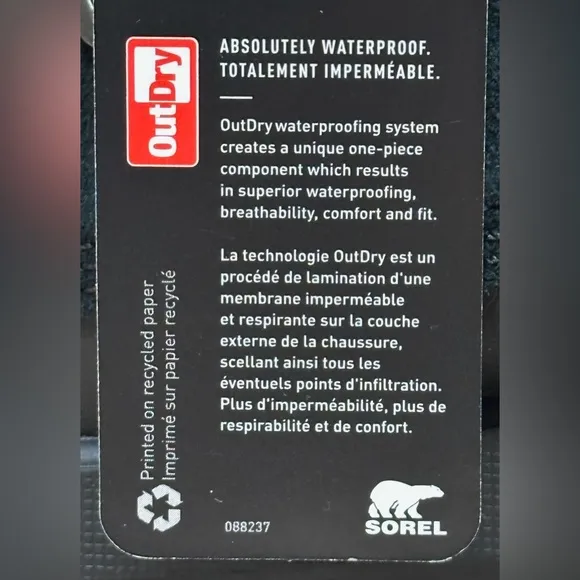 OutDry
ABSOLUTELY WATERPROOF.
TOTALEMENT IMPERMÉABLE.
OutDry waterproofing system
creates a unique one-piece
component which results
in superior waterproofing,
breathability, comfort and fit.
La technologie OutDry est un
procédé de lamination d'une
membrane imperméable
et respirante sur la couche
externe de la chaussure,
scellant ainsi tous les
éventuels points d'infiltration.
Plus d'imperméabilité, plus de
respirabilité et de confort.
Printed on recycled paper
Imprimé sur papier recyclé
068237
SOREL